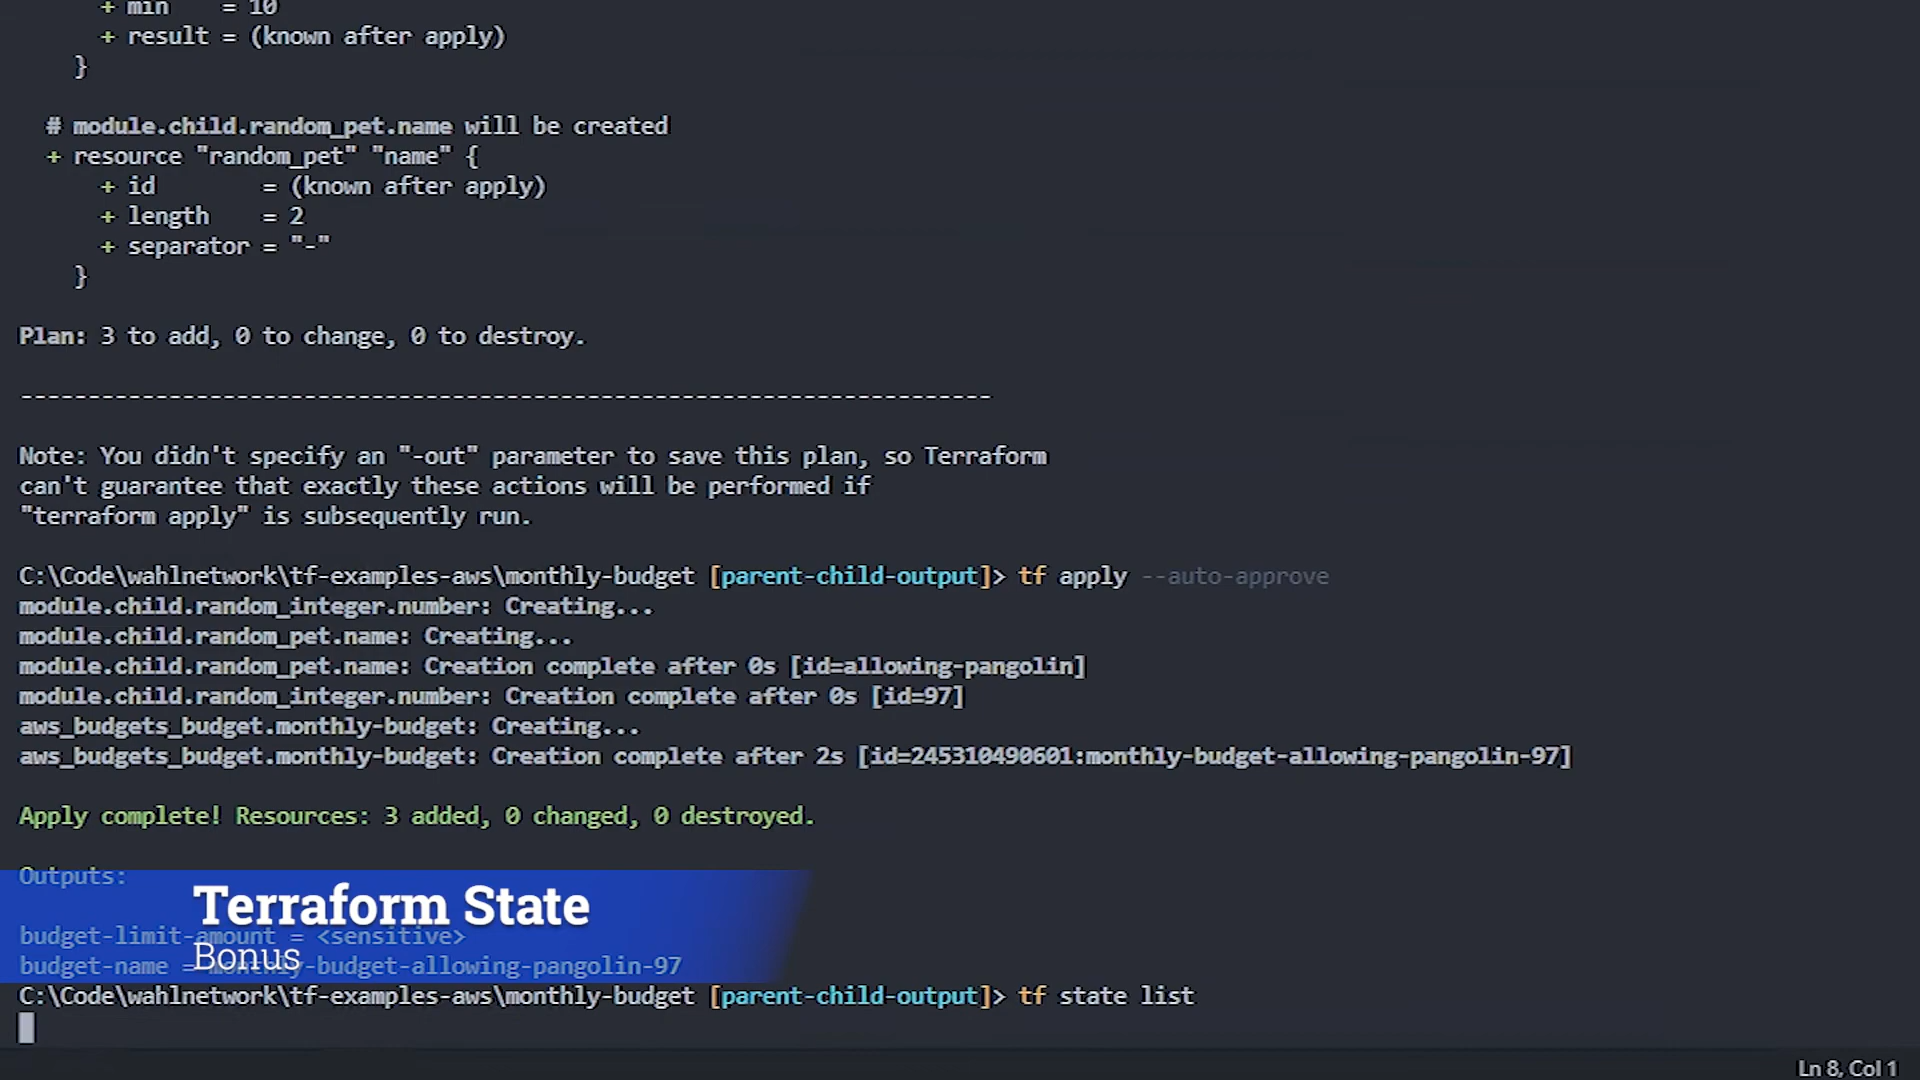 + min    = 10
+ result = (known after apply)
}
# module.child.random_pet.name will be created
+ resource "random_pet" "name" {
+ id        = (known after apply)
+ length    = 2
+ separator = "-"
}
Plan: 3 to add, 0 to change, 0 to destroy.
------------------------------------------------------------------------
Note: You didn't specify an "-out" parameter to save this plan, so Terraform
can't guarantee that exactly these actions will be performed if
"terraform apply" is subsequently run.
C:\Code\wahlnetwork\tf-examples-aws\monthly-budget [parent-child-output]> tf apply --auto-approve
module.child.random_integer.number: Creating...
module.child.random_pet.name: Creating...
module.child.random_pet.name: Creation complete after 0s [id=allowing-pangolin]
module.child.random_integer.number: Creation complete after 0s [id=97]
aws_budgets_budget.monthly-budget: Creating...
aws_budgets_budget.monthly-budget: Creation complete after 2s [id=245310490601:monthly-budget-allowing-pangolin-97]
Apply complete! Resources: 3 added, 0 changed, 0 destroyed.
Outputs:
Terraform State
budget-limit-amount = <sensitive>
Bonus
budget-name = monthly-budget-allowing-pangolin-97
C:\Code\wahlnetwork\tf-examples-aws\monthly-budget [parent-child-output]> tf state list
Ln 8, Col 1